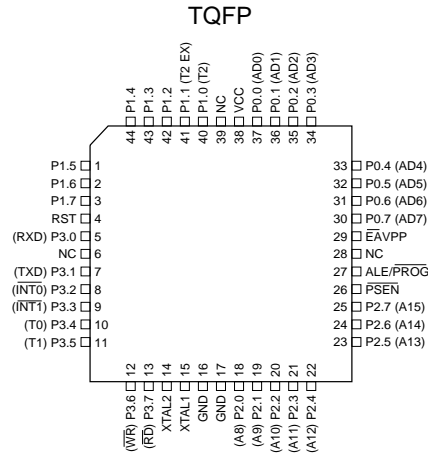 TQFP
P1.4
P1.3
P1.2
P1.1 (T2 EX)
P1.0 (T2)
NC
VCC
P0.0 (AD0)
P0.1 (AD1)
P0.2 (AD2)
P0.3 (AD3)
44
43
42
41
40
39
38
37
36
35
34
P1.5 1
P1.6 2
P1.7 3
RST 4
(RXD) P3.0 5
NC 6
(TXD) P3.1 7
(INT0) P3.2 8
(INT1) P3.3 9
(T0) P3.4 10
(T1) P3.5 11
33 P0.4 (AD4)
32 P0.5 (AD5)
31 P0.6 (AD6)
30 P0.7 (AD7)
29 EAVPP
28 NC
27 ALE/PROG
26 PSEN
25 P2.7 (A15)
24 P2.6 (A14)
23 P2.5 (A13)
12
13
14
15
16
17
18
19
20
21
22
(WR) P3.6
(RD) P3.7
XTAL2
XTAL1
GND
GND
(A8) P2.0
(A9) P2.1
(A10) P2.2
(A11) P2.3
(A12) P2.4